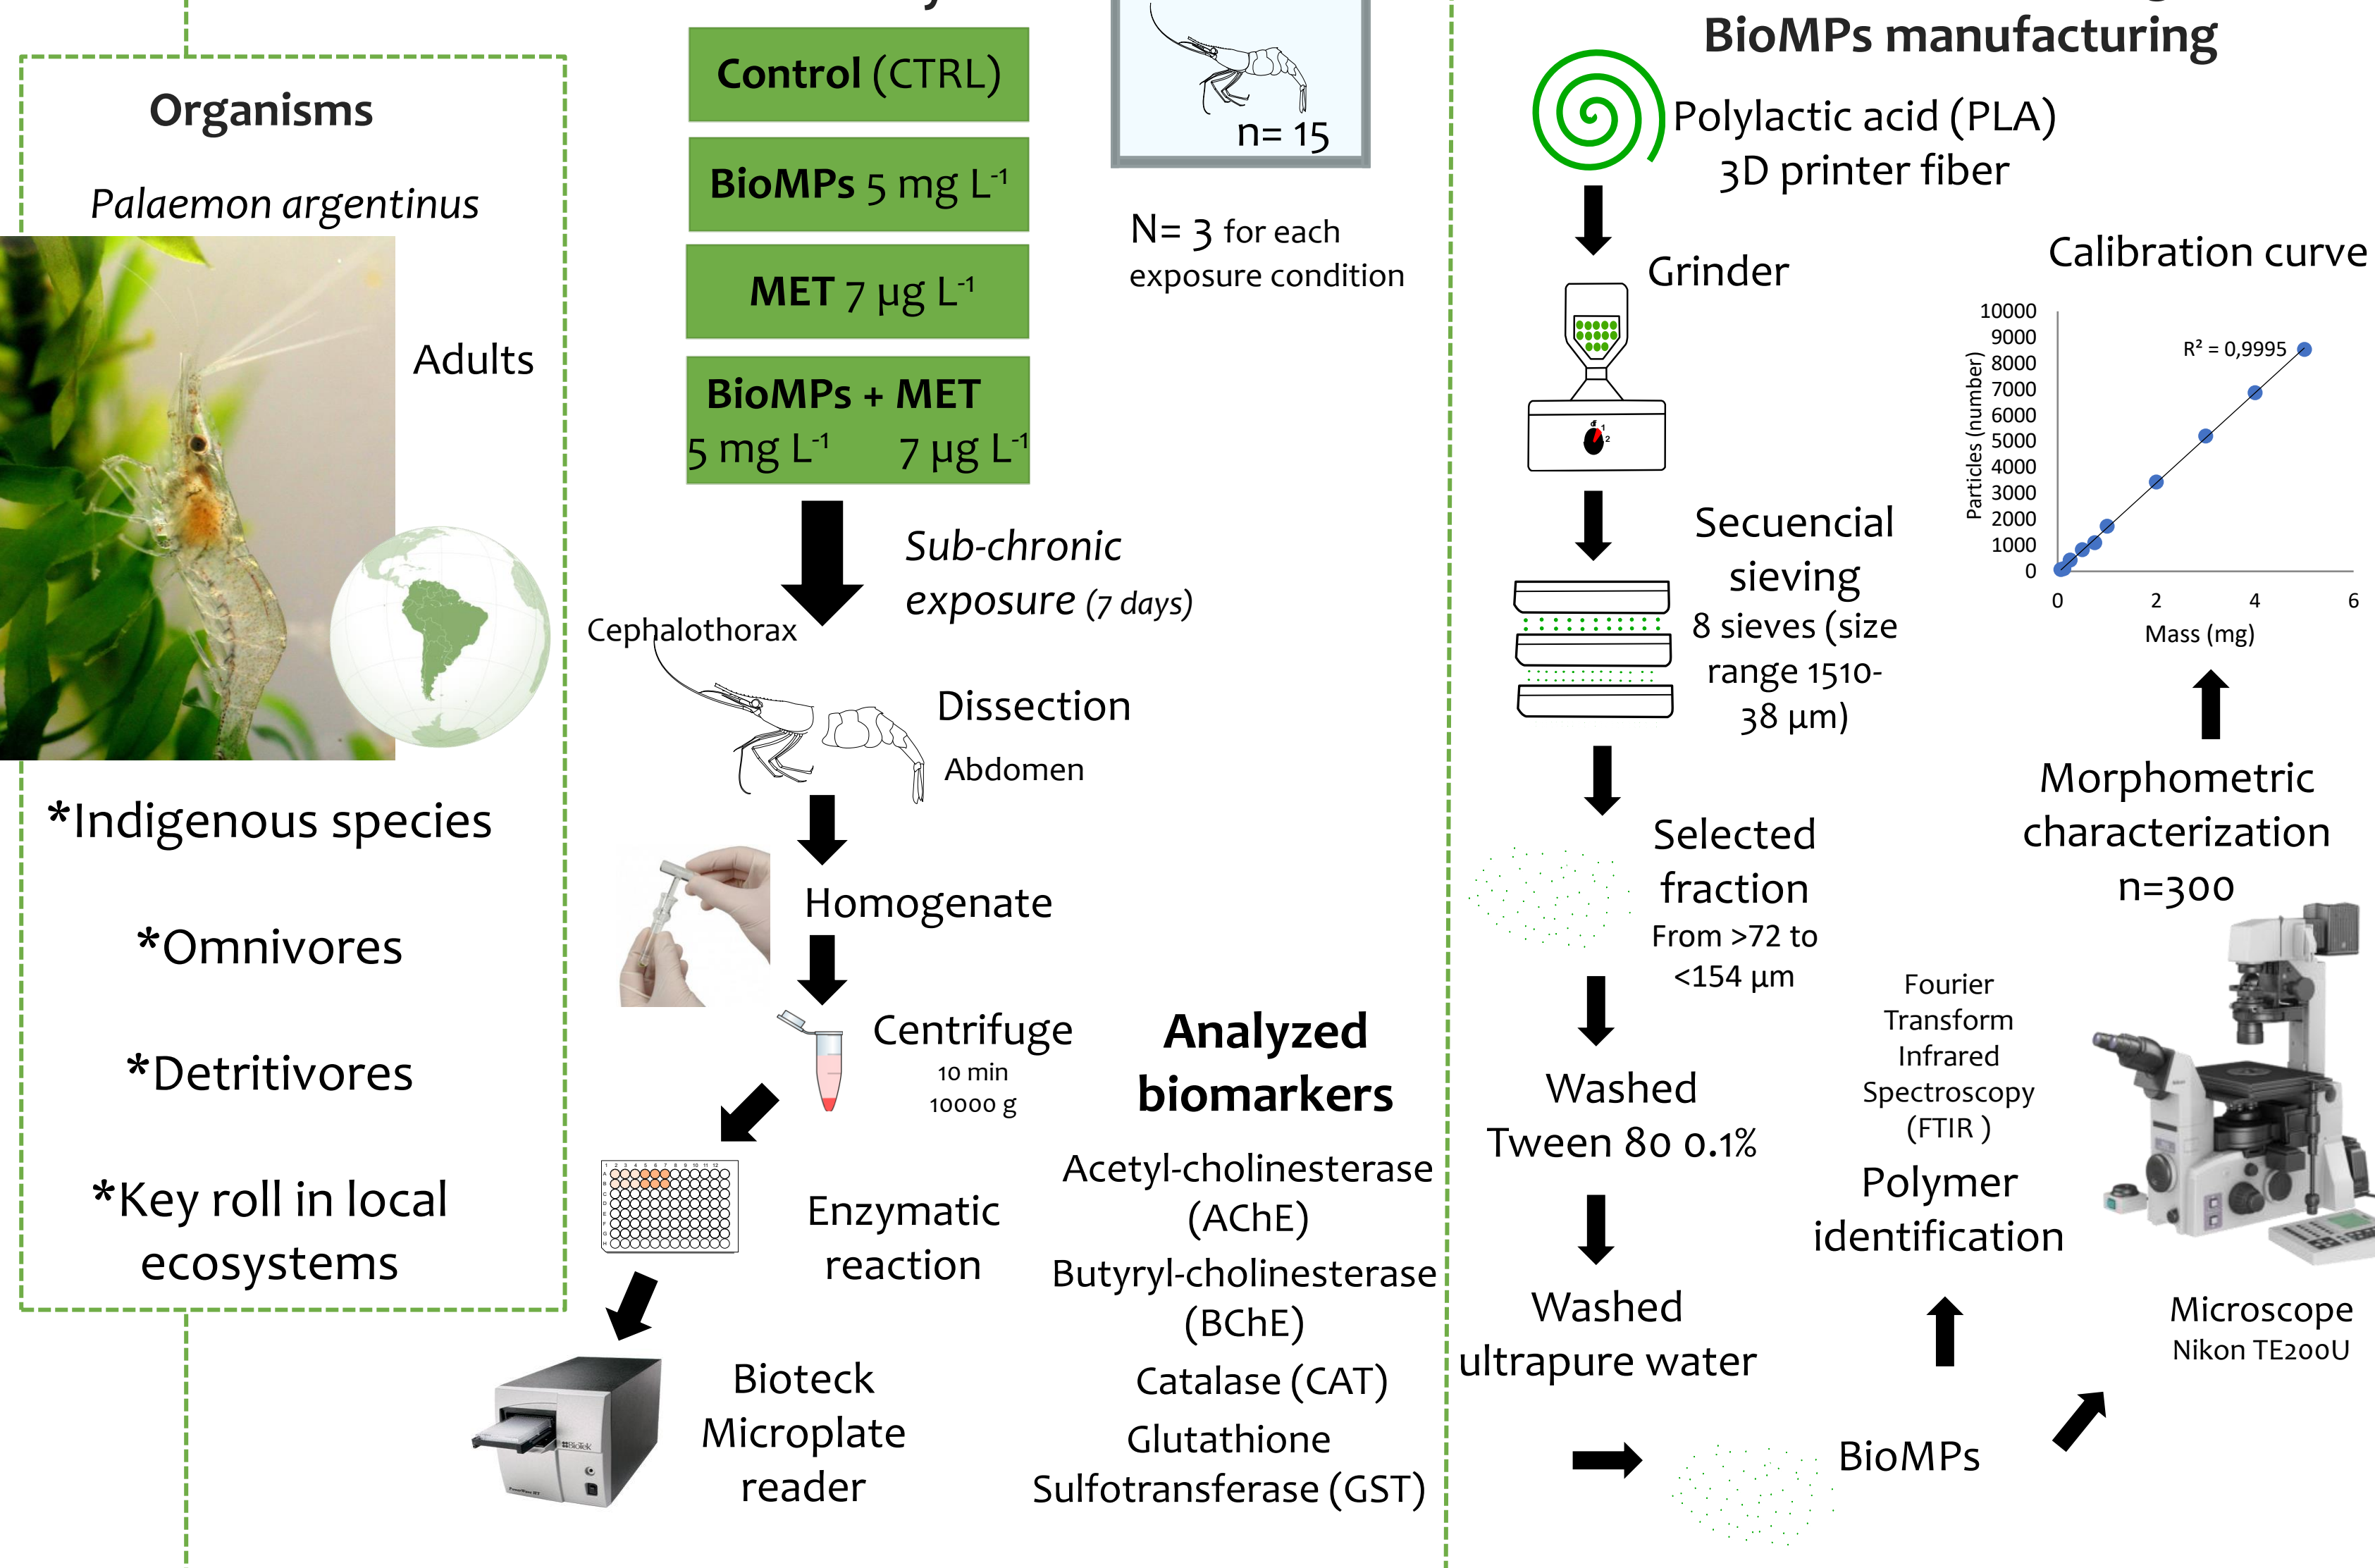 Organisms
Palaemon argentinus
Adults
*Indigenous species
*Omnivores
*Detritivores
*Key roll in local
ecosystems
Control (CTRL)
BioMPs 5 mg L⁻¹
MET 7 µg L⁻¹
BioMPs + MET
5 mg L⁻¹ 7 µg L⁻¹
n= 15
N= 3 for each
exposure condition
Sub-chronic
exposure (7 days)
Cephalothorax
Dissection
Abdomen
Homogenate
Centrifuge
10 min
10000 g
Enzymatic
reaction
Bioteck
Microplate
reader
BioTek
Analyzed
biomarkers
Acetyl-cholinesterase
(AChE)
Butyryl-cholinesterase
(BChE)
Catalase (CAT)
Glutathione
Sulfotransferase (GST)
BioMPs manufacturing
Polylactic acid (PLA)
3D printer fiber
Grinder
1
2
Secuencial
sieving
8 sieves (size
range 1510-
38 µm)
Selected
fraction
From >72 to
<154 µm
Washed
Tween 80 0.1%
Washed
ultrapure water
BioMPs
Fourier
Transform
Infrared
Spectroscopy
(FTIR )
Polymer
identification
Microscope
Nikon TE200U
Morphometric
characterization
n=300
Calibration curve
R² = 0,9995
Particles (number)
10000
9000
8000
7000
6000
5000
4000
3000
2000
1000
0
0 2 4 6
Mass (mg)